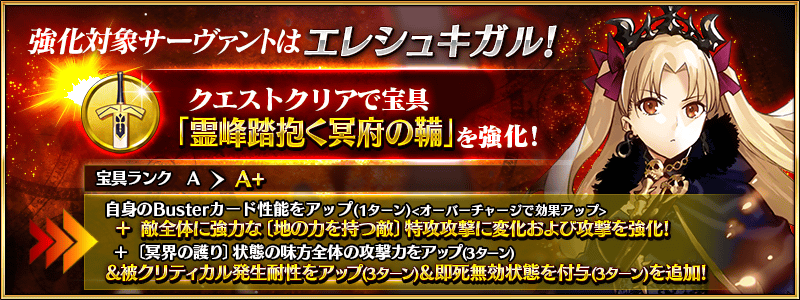 強化対象サーヴァントはエレシュキガル!
クエストクリアで宝具
「霊峰踏抱く冥府の鞴」を強化!
宝具ランク A > A+
自身のBusterカード性能をアップ(1ターン)<オーバーチャージで効果アップ>
+ 敵全体に強力な〔地の力を持つ敵〕特攻攻撃に変化および攻撃を強化!
+ 〔冥界の護り〕状態の味方全体の攻撃力をアップ(3ターン)
&被クリティカル発生耐性をアップ(3ターン)&即死無効状態を付与(3ターン)を追加!